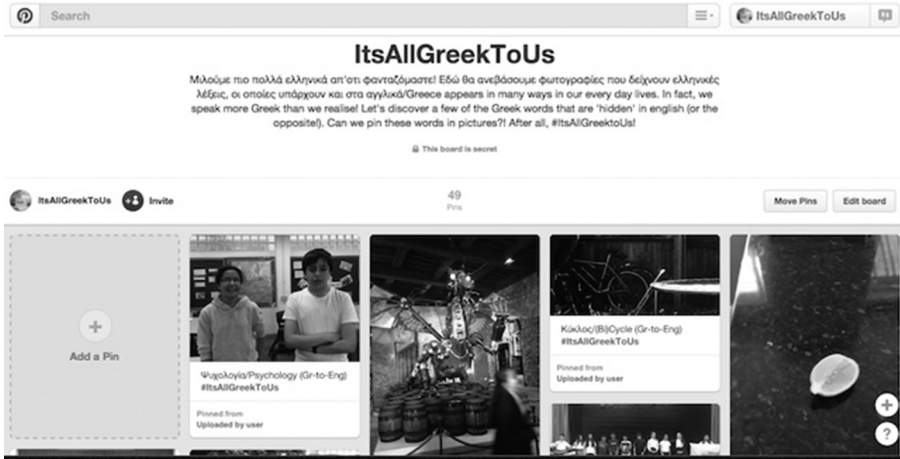 Search
ItsAllGreekToUs
ItsAllGreekToUs
Μιλούμε πιο πολλά ελληνικά απ'οτι φανταζόμαστε! Εδώ θα ανεβάσουμε φωτογραφίες που δείχνουν ελληνικές
λέξεις, οι οποίες υπάρχουν και στα αγγλικά/Greece appears in many ways in our every day lives. In fact, we
speak more Greek than we realise! Let's discover a few of the Greek words that are 'hidden' in english (or the
opposite!). Can we pin these words in pictures?! After all, #ItsAllGreektoUs!
This board is secret
ItsAllGreekToUs
Invite
49
Pins
Move Pins
Edit board
Add a Pin
Ψυχολογία/Psychology (Gr-to-Eng)
#ItsAllGreekToUs
Pinned from
Uploaded by user
Κύκλος/(Bi)Cycle (Gr-to-Eng)
#ItsAllGreekToUs
Pinned from
Uploaded by user
+
?